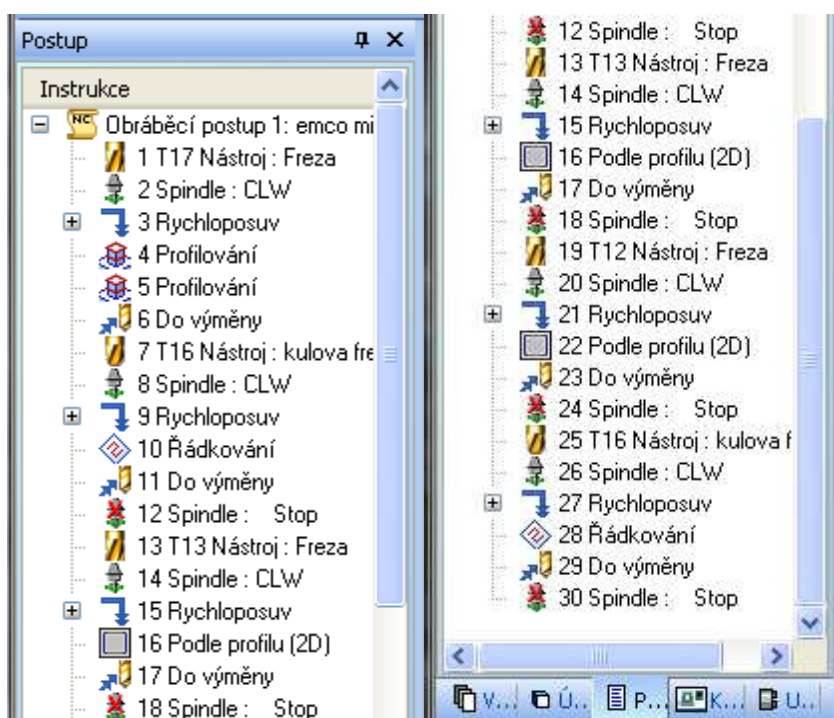 Postup
Instrukce
NC
Obráběcí postup 1: emco mi
1 T17 Nástroj : Freza
2 Spindle : CLW
3 Rychloposuv
4 Profilování
5 Profilování
6 Do výměny
7 T16 Nástroj : kulova fre
8 Spindle : CLW
9 Rychloposuv
10 Řádkování
11 Do výměny
12 Spindle : Stop
13 T13 Nástroj : Freza
14 Spindle : CLW
15 Rychloposuv
16 Podle profilu (2D)
17 Do výměny
18 Spindle : Stop
12 Spindle : Stop
13 T13 Nástroj : Freza
14 Spindle : CLW
15 Rychloposuv
16 Podle profilu (2D)
17 Do výměny
18 Spindle : Stop
19 T12 Nástroj : Freza
20 Spindle : CLW
21 Rychloposuv
22 Podle profilu (2D)
23 Do výměny
24 Spindle : Stop
25 T16 Nástroj : kulova f
26 Spindle : CLW
27 Rychloposuv
28 Řádkování
29 Do výměny
30 Spindle : Stop
V... Ú... P... K... U...